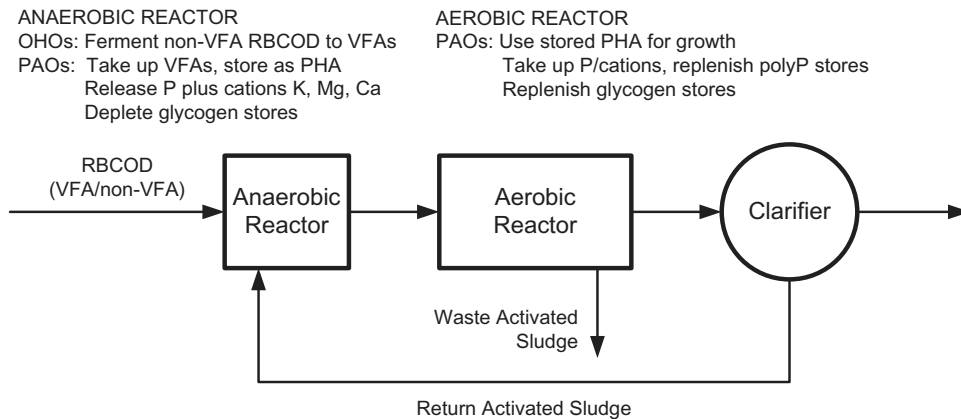 ANAEROBIC REACTOR
OHOs: Ferment non-VFA RBCOD to VFAs
PAOs: Take up VFAs, store as PHA
Release P plus cations K, Mg, Ca
Deplete glycogen stores
AEROBIC REACTOR
PAOs: Use stored PHA for growth
Take up P/cations, replenish polyP stores
Replenish glycogen stores
RBCOD
(VFA/non-VFA)
Anaerobic
Reactor
Aerobic
Reactor
Clarifier
Waste Activated
Sludge
Return Activated Sludge